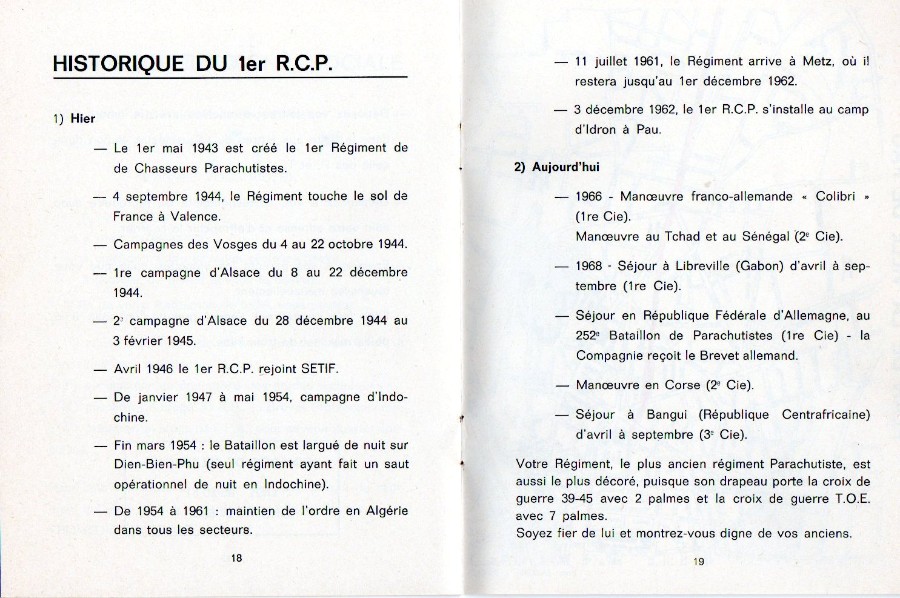 HISTORIQUE DU 1er R.C.P.
1) Hier
— Le 1er mai 1943 est créé le 1er Régiment de
de Chasseurs Parachutistes.
— 4 septembre 1944, le Régiment touche le sol de
France à Valence.
— Campagnes des Vosges du 4 au 22 octobre 1944.
— 1re campagne d'Alsace du 8 au 22 décembre
1944.
— 2e campagne d'Alsace du 28 décembre 1944 au
3 février 1945.
— Avril 1946 le 1er R.C.P. rejoint SETIF.
— De janvier 1947 à mai 1954, campagne d'Indo-
chine.
— Fin mars 1954 : le Bataillon est largué de nuit sur
Dien-Bien-Phu (seul régiment ayant fait un saut
opérationnel de nuit en Indochine).
— De 1954 à 1961 : maintien de l'ordre en Algérie
dans tous les secteurs.
18
— 11 juillet 1961, le Régiment arrive à Metz, où il
restera jusqu'au 1er décembre 1962.
— 3 décembre 1962, le 1er R.C.P. s'installe au camp
d'Idron à Pau.
2) Aujourd'hui
— 1966 - Manœuvre franco-allemande « Colibri »
(1re Cie).
Manœuvre au Tchad et au Sénégal (2e Cie).
— 1968 - Séjour à Libreville (Gabon) d'avril à sep-
tembre (1re Cie).
— Séjour en République Fédérale d'Allemagne, au
252e Bataillon de Parachutistes (1re Cie) - la
Compagnie reçoit le Brevet allemand.
— Manœuvre en Corse (2e Cie).
— Séjour à Bangui (République Centrafricaine)
d'avril à septembre (3e Cie).
Votre Régiment, le plus ancien régiment Parachutiste, est
aussi le plus décoré, puisque son drapeau porte la croix de
guerre 39-45 avec 2 palmes et la croix de guerre T.O.E.
avec 7 palmes.
Soyez fier de lui et montrez-vous digne de vos anciens.
19